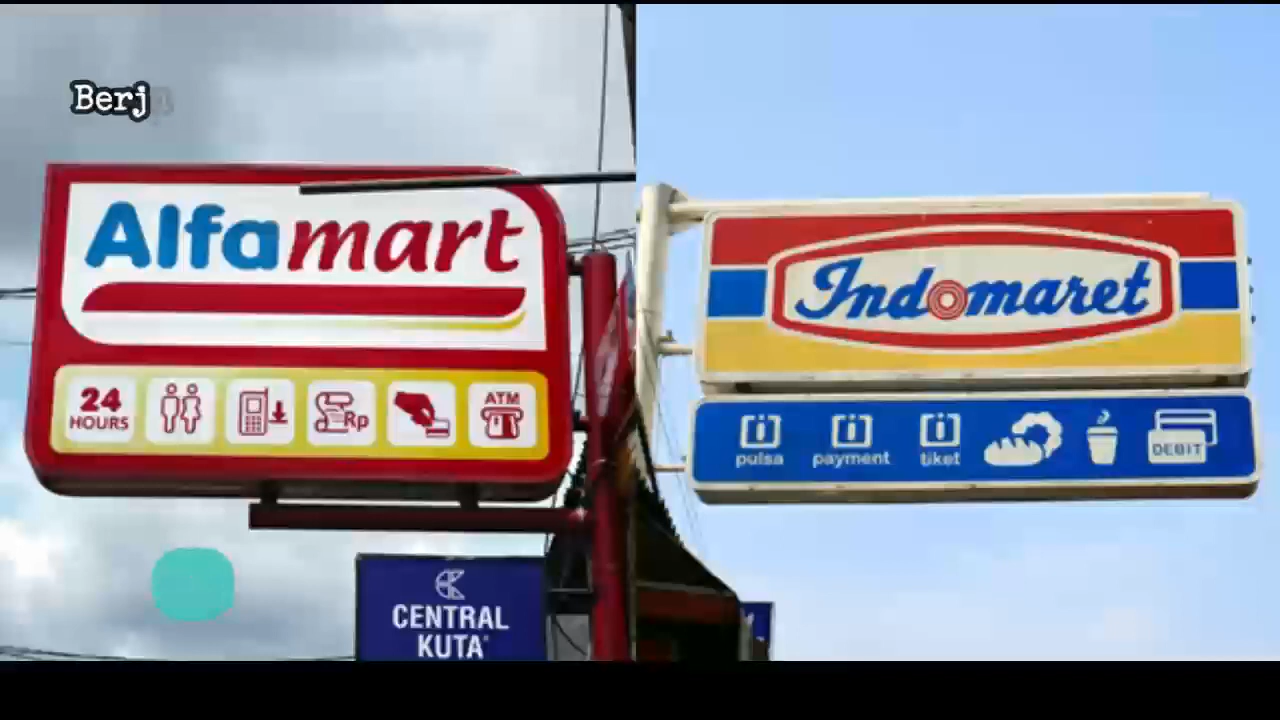 Berj
Alfamart
24
HOURS
Rp
ATM
CENTRAL
KUTA
Indomaret
pulsa
payment
tiket
DEBIT